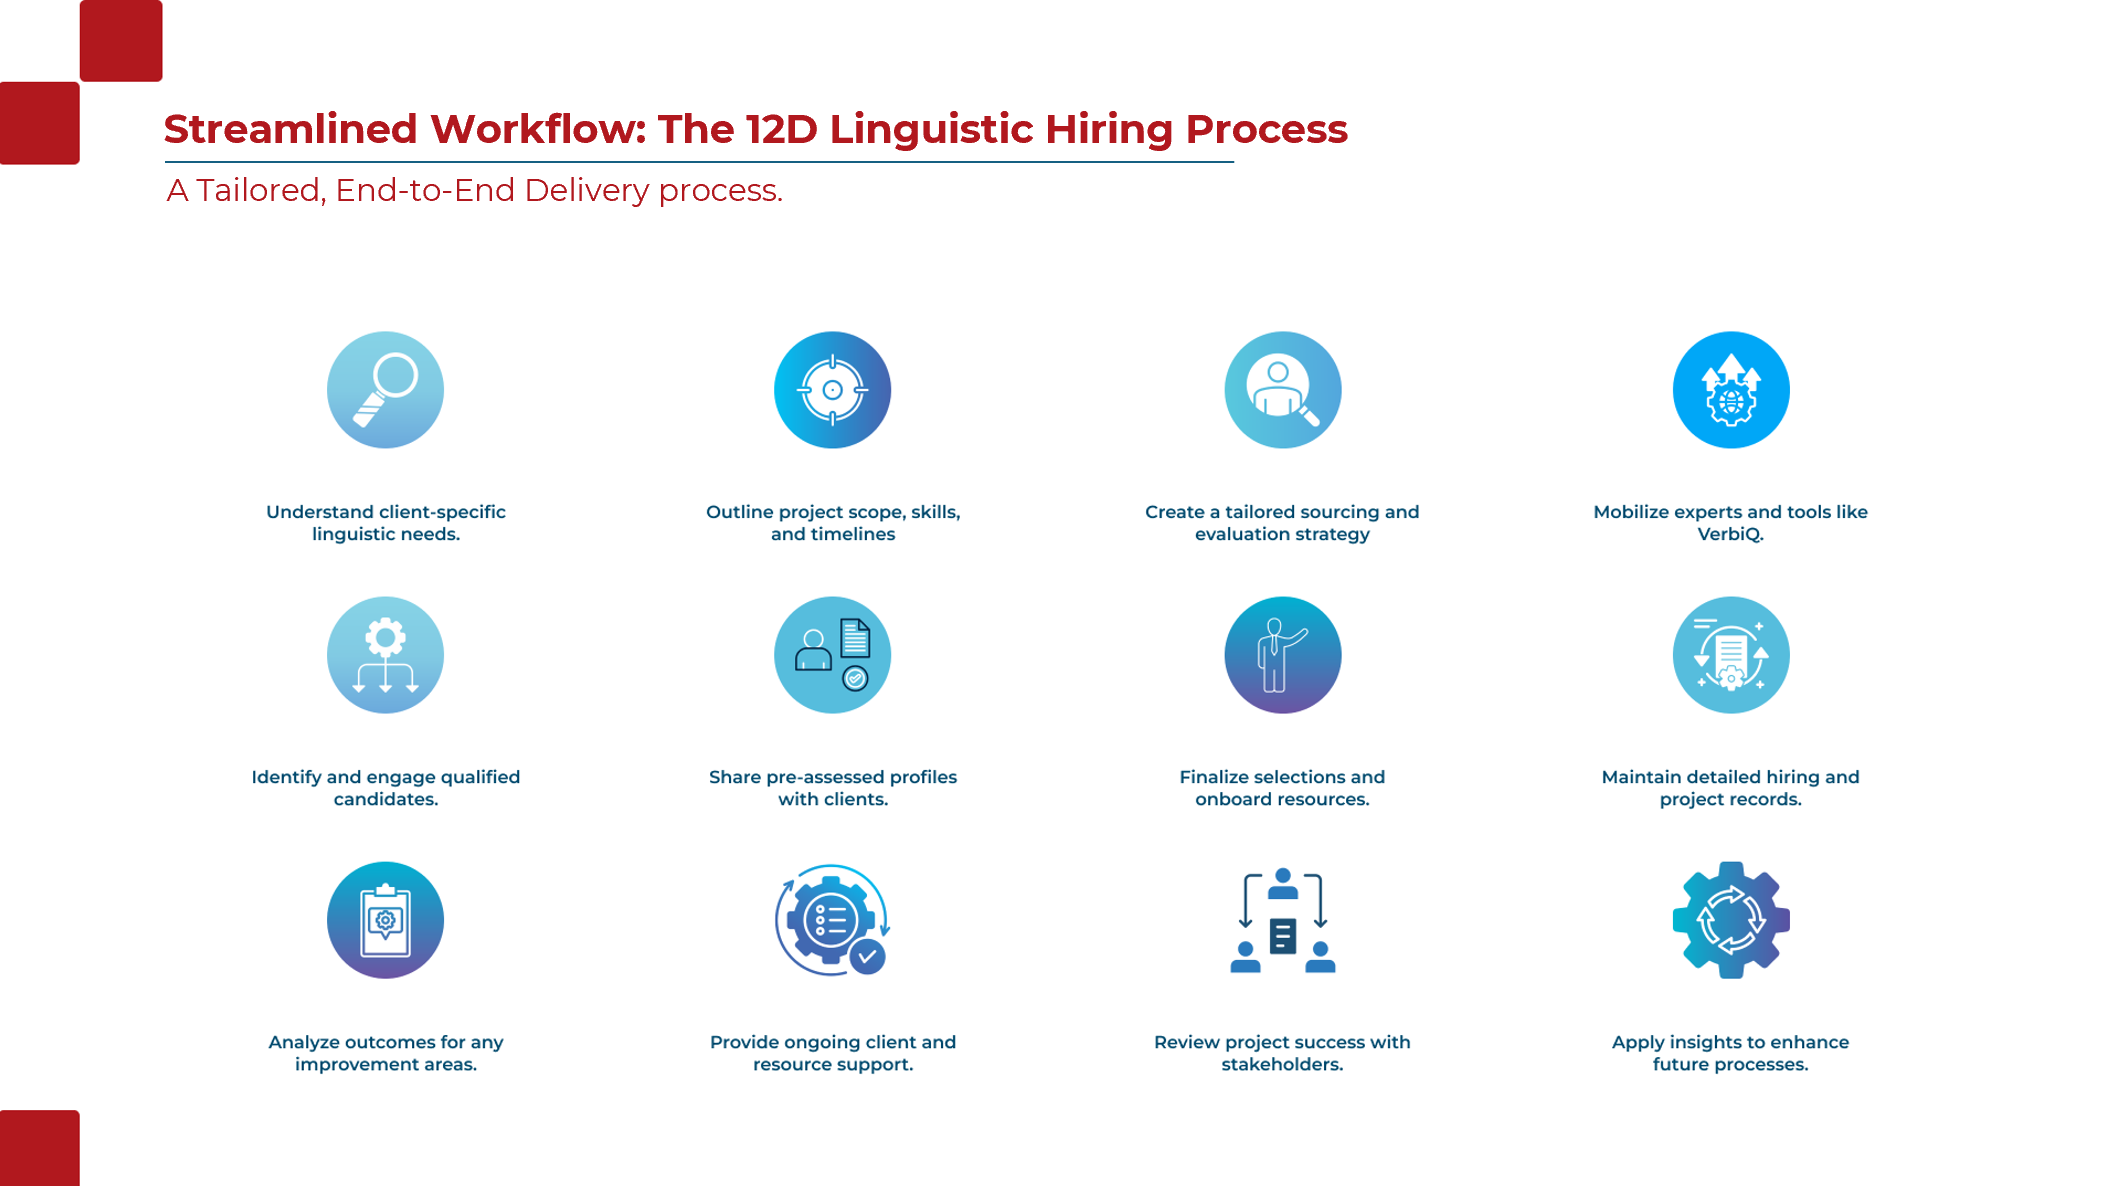 Streamlined Workflow: The 12D Linguistic Hiring Process
A Tailored, End-to-End Delivery process.
Understand client-specific
linguistic needs.
Outline project scope, skills,
and timelines
Create a tailored sourcing and
evaluation strategy
Mobilize experts and tools like
VerbiQ.
Identify and engage qualified
candidates.
Share pre-assessed profiles
with clients.
Finalize selections and
onboard resources.
Maintain detailed hiring and
project records.
Analyze outcomes for any
improvement areas.
Provide ongoing client and
resource support.
Review project success with
stakeholders.
Apply insights to enhance
future processes.